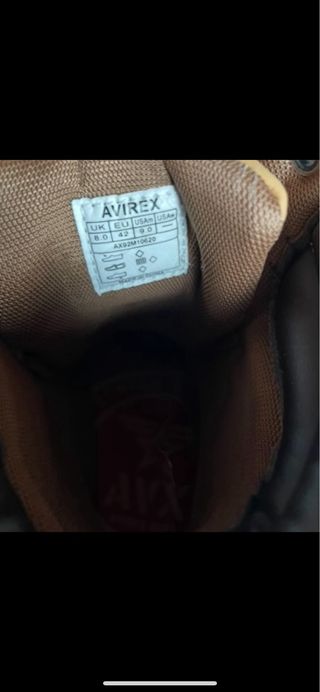 AVIREX
UK EU USAm USAw
8.0 42 9.0 —
AX92M10620